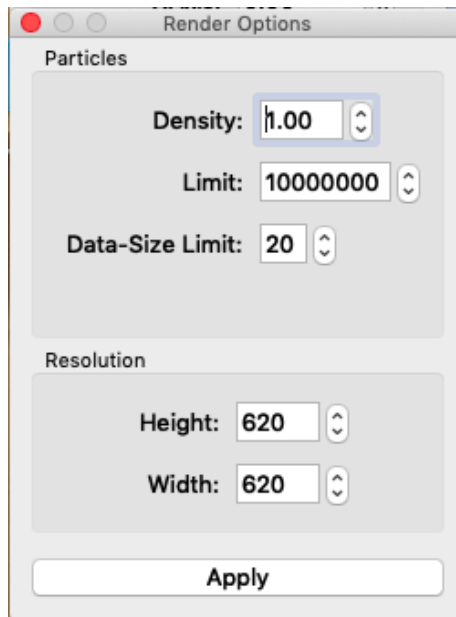 Render Options
Particles
Density: 1.00
Limit: 10000000
Data-Size Limit: 20
Resolution
Height: 620
Width: 620
Apply